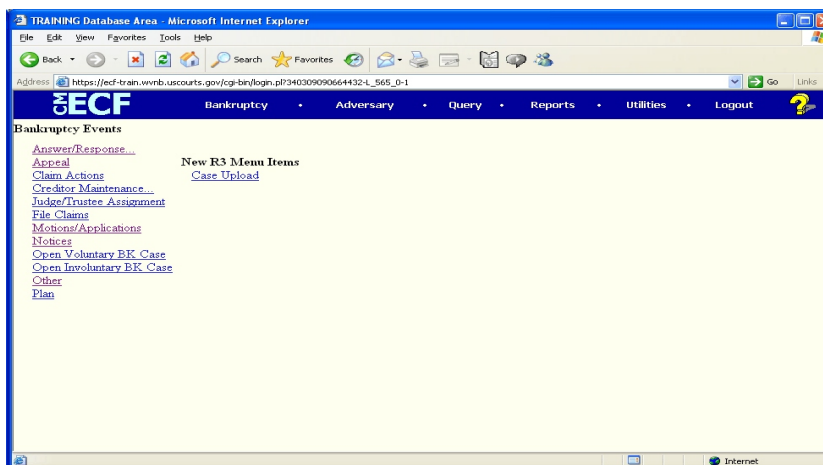 TRAINING Database Area - Microsoft Internet Explorer
File Edit View Favorites Tools Help
Back Search Favorites
Address https://ecf-train.wvnb.uscourts.gov/cgi-bin/login.pl?340309090664432-L_565_0-1 Go Links
CM ECF Bankruptcy • Adversary • Query • Reports • Utilities • Logout ?
Bankruptcy Events
Answer/Response...
Appeal
Claim Actions
Creditor Maintenance...
Judge/Trustee Assignment
File Claims
Motions/Applications
Notices
Open Voluntary BK Case
Open Involuntary BK Case
Other
Plan
New R3 Menu Items
Case Upload
Internet